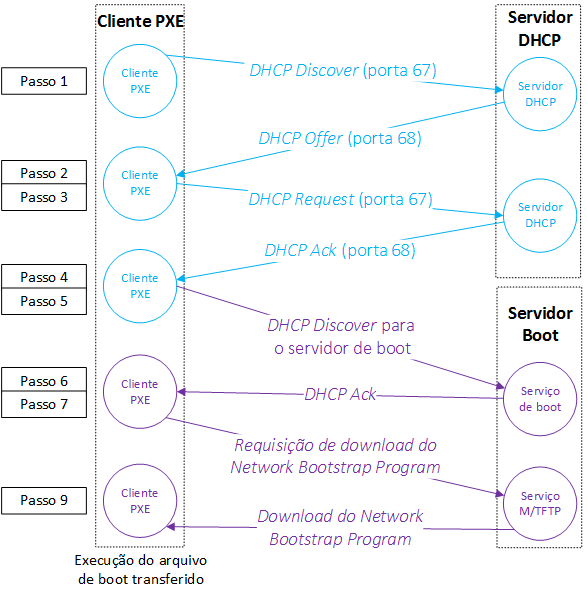 Cliente PXE
Servidor
DHCP
Passo 1
Cliente
PXE
DHCP Discover (porta 67)
Servidor
DHCP
DHCP Offer (porta 68)
Passo 2
Passo 3
Cliente
PXE
DHCP Request (porta 67)
Servidor
DHCP
DHCP Ack (porta 68)
Passo 4
Passo 5
Cliente
PXE
DHCP Discover para
o servidor de boot
Servidor
Boot
Passo 6
Passo 7
Cliente
PXE
DHCP Ack
Serviço
de boot
Requisição de download do
Network Bootstrap Program
Passo 9
Cliente
PXE
Serviço
M/TFTP
Download do Network
Bootstrap Program
Execução do arquivo
de boot transferido